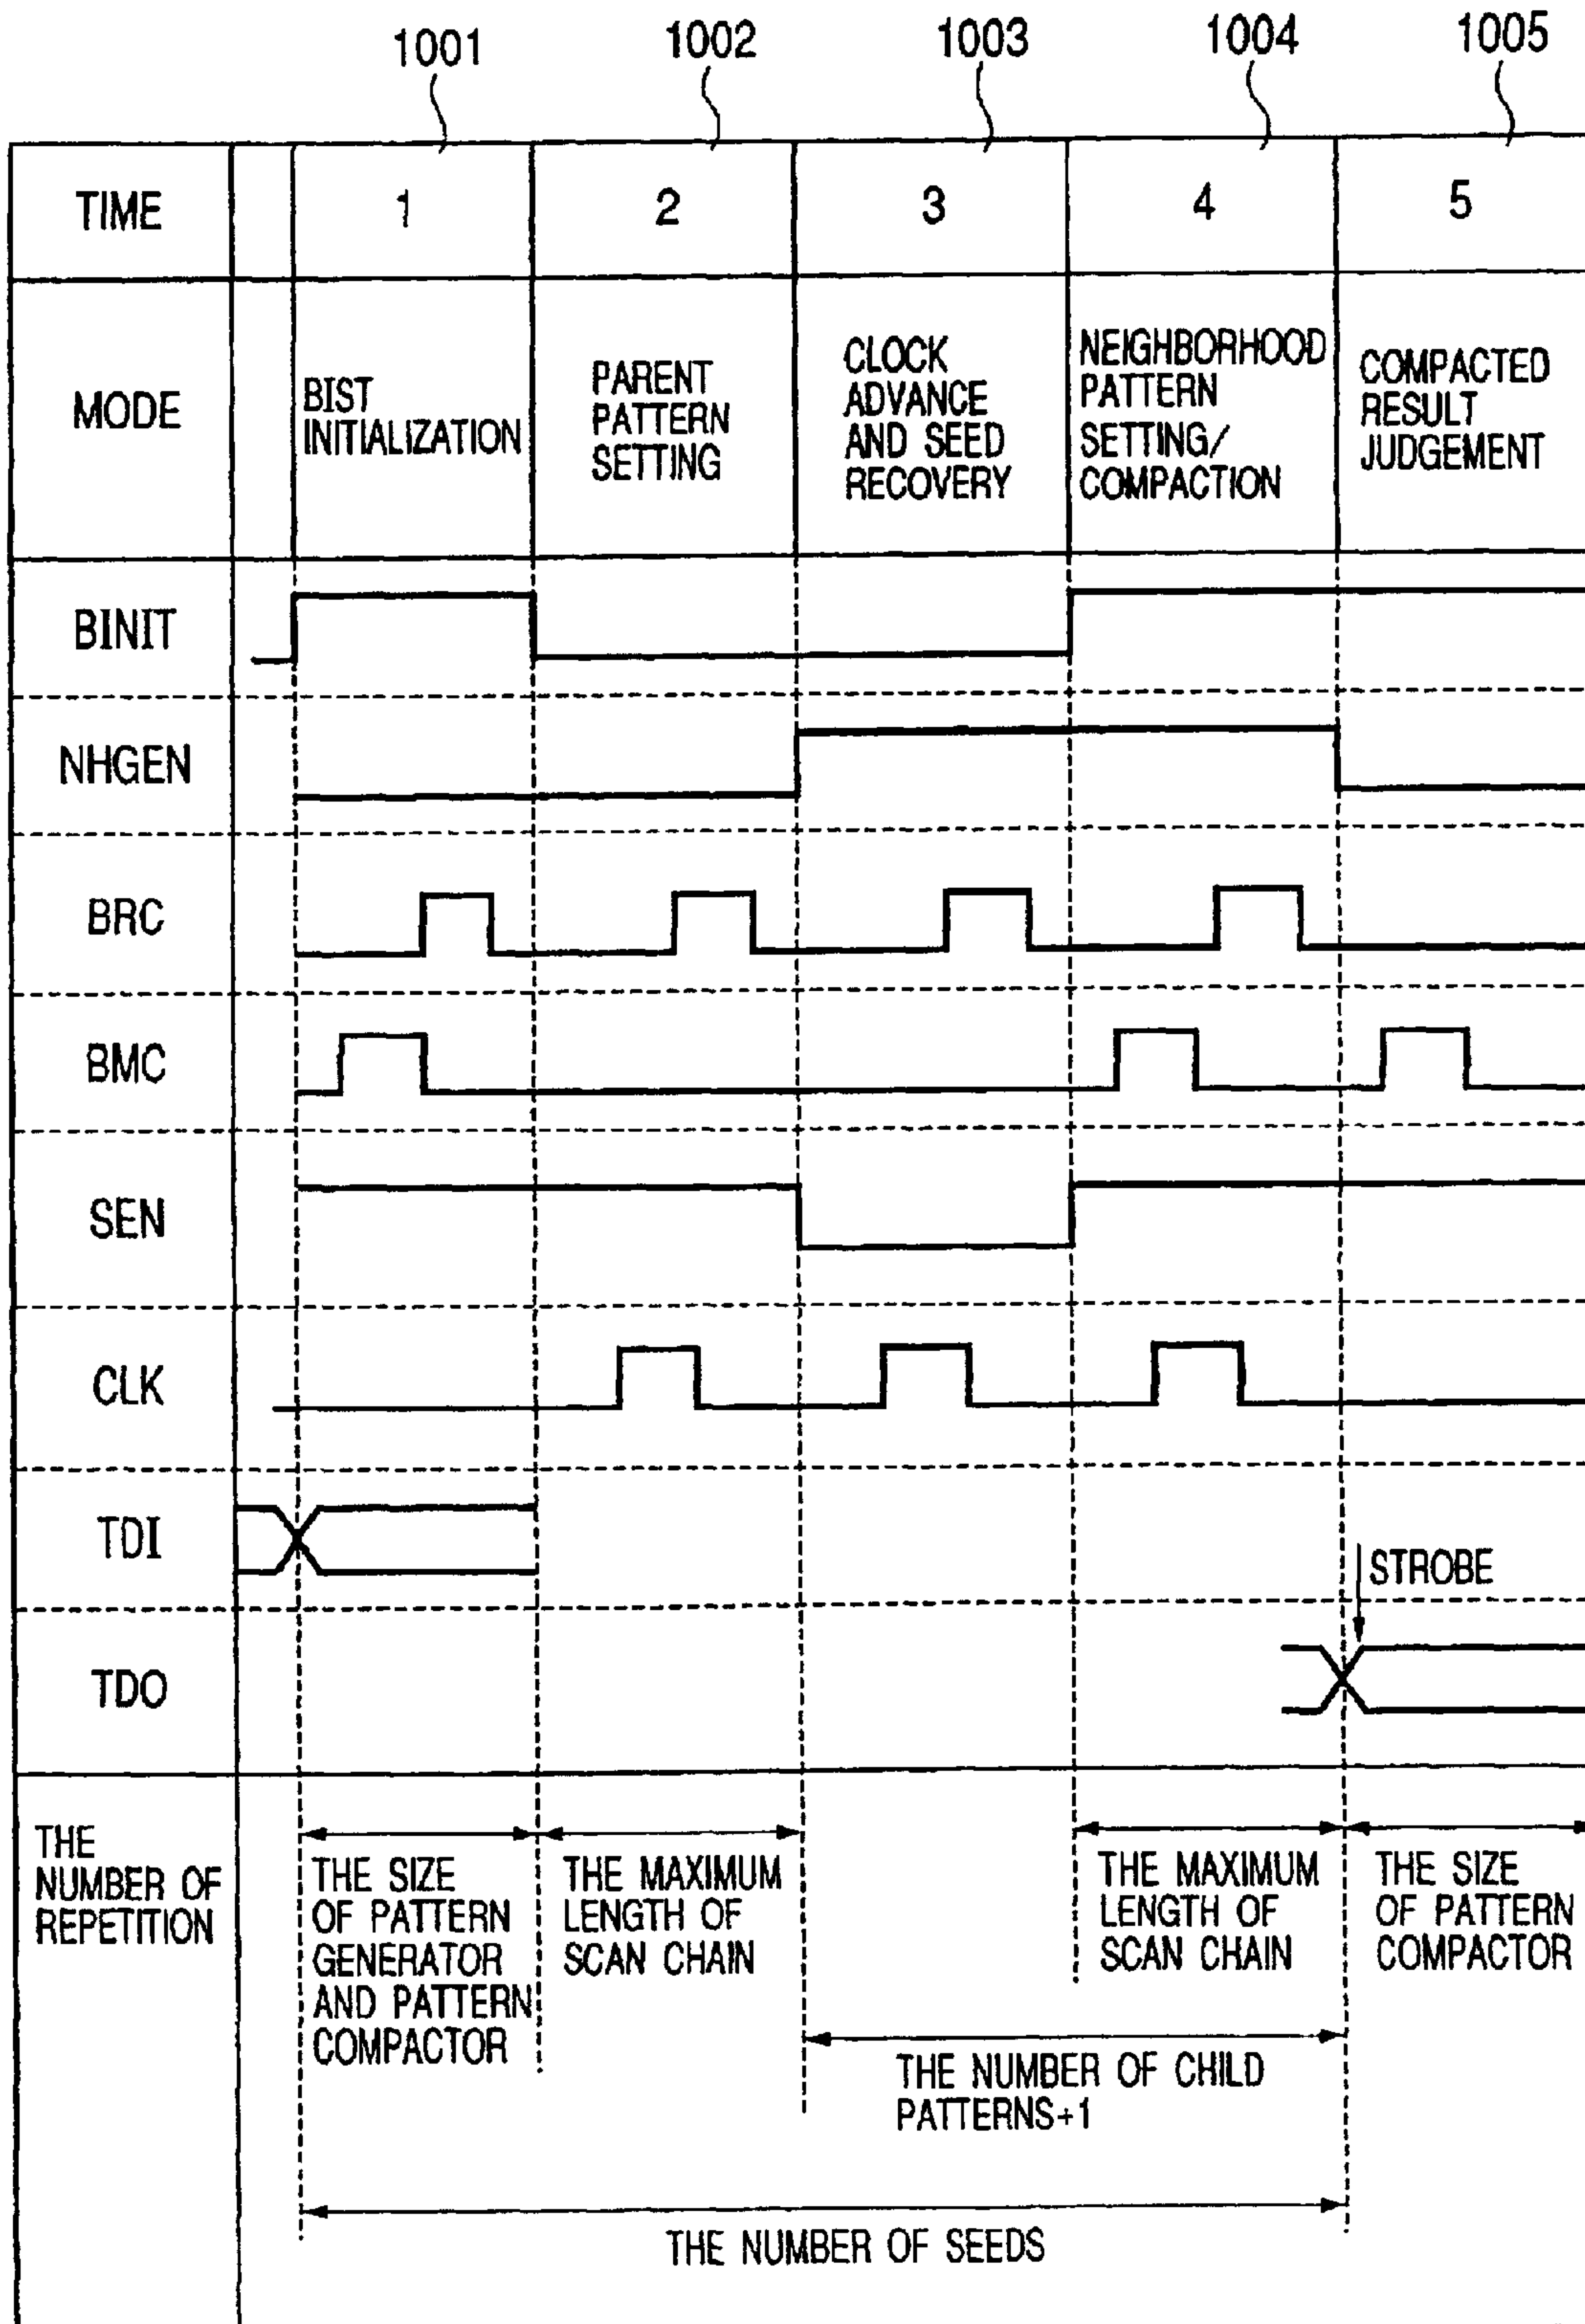 1001
1002
1003
1004
1005
TIME
1
2
3
4
5
MODE
BIST
INITIALIZATION
PARENT
PATTERN
SETTING
CLOCK
ADVANCE
AND SEED
RECOVERY
NEIGHBORHOOD
PATTERN
SETTING/
COMPACTION
COMPACTED
RESULT
JUDGEMENT
BINIT
NHGEN
BRC
BMC
SEN
CLK
TDI
STROBE
TDO
THE
NUMBER OF
REPETITION
THE SIZE
OF PATTERN
GENERATOR
AND PATTERN
COMPACTOR
THE MAXIMUM
LENGTH OF
SCAN CHAIN
THE MAXIMUM
LENGTH OF
SCAN CHAIN
THE SIZE
OF PATTERN
COMPACTOR
THE NUMBER OF CHILD
PATTERNS+1
THE NUMBER OF SEEDS